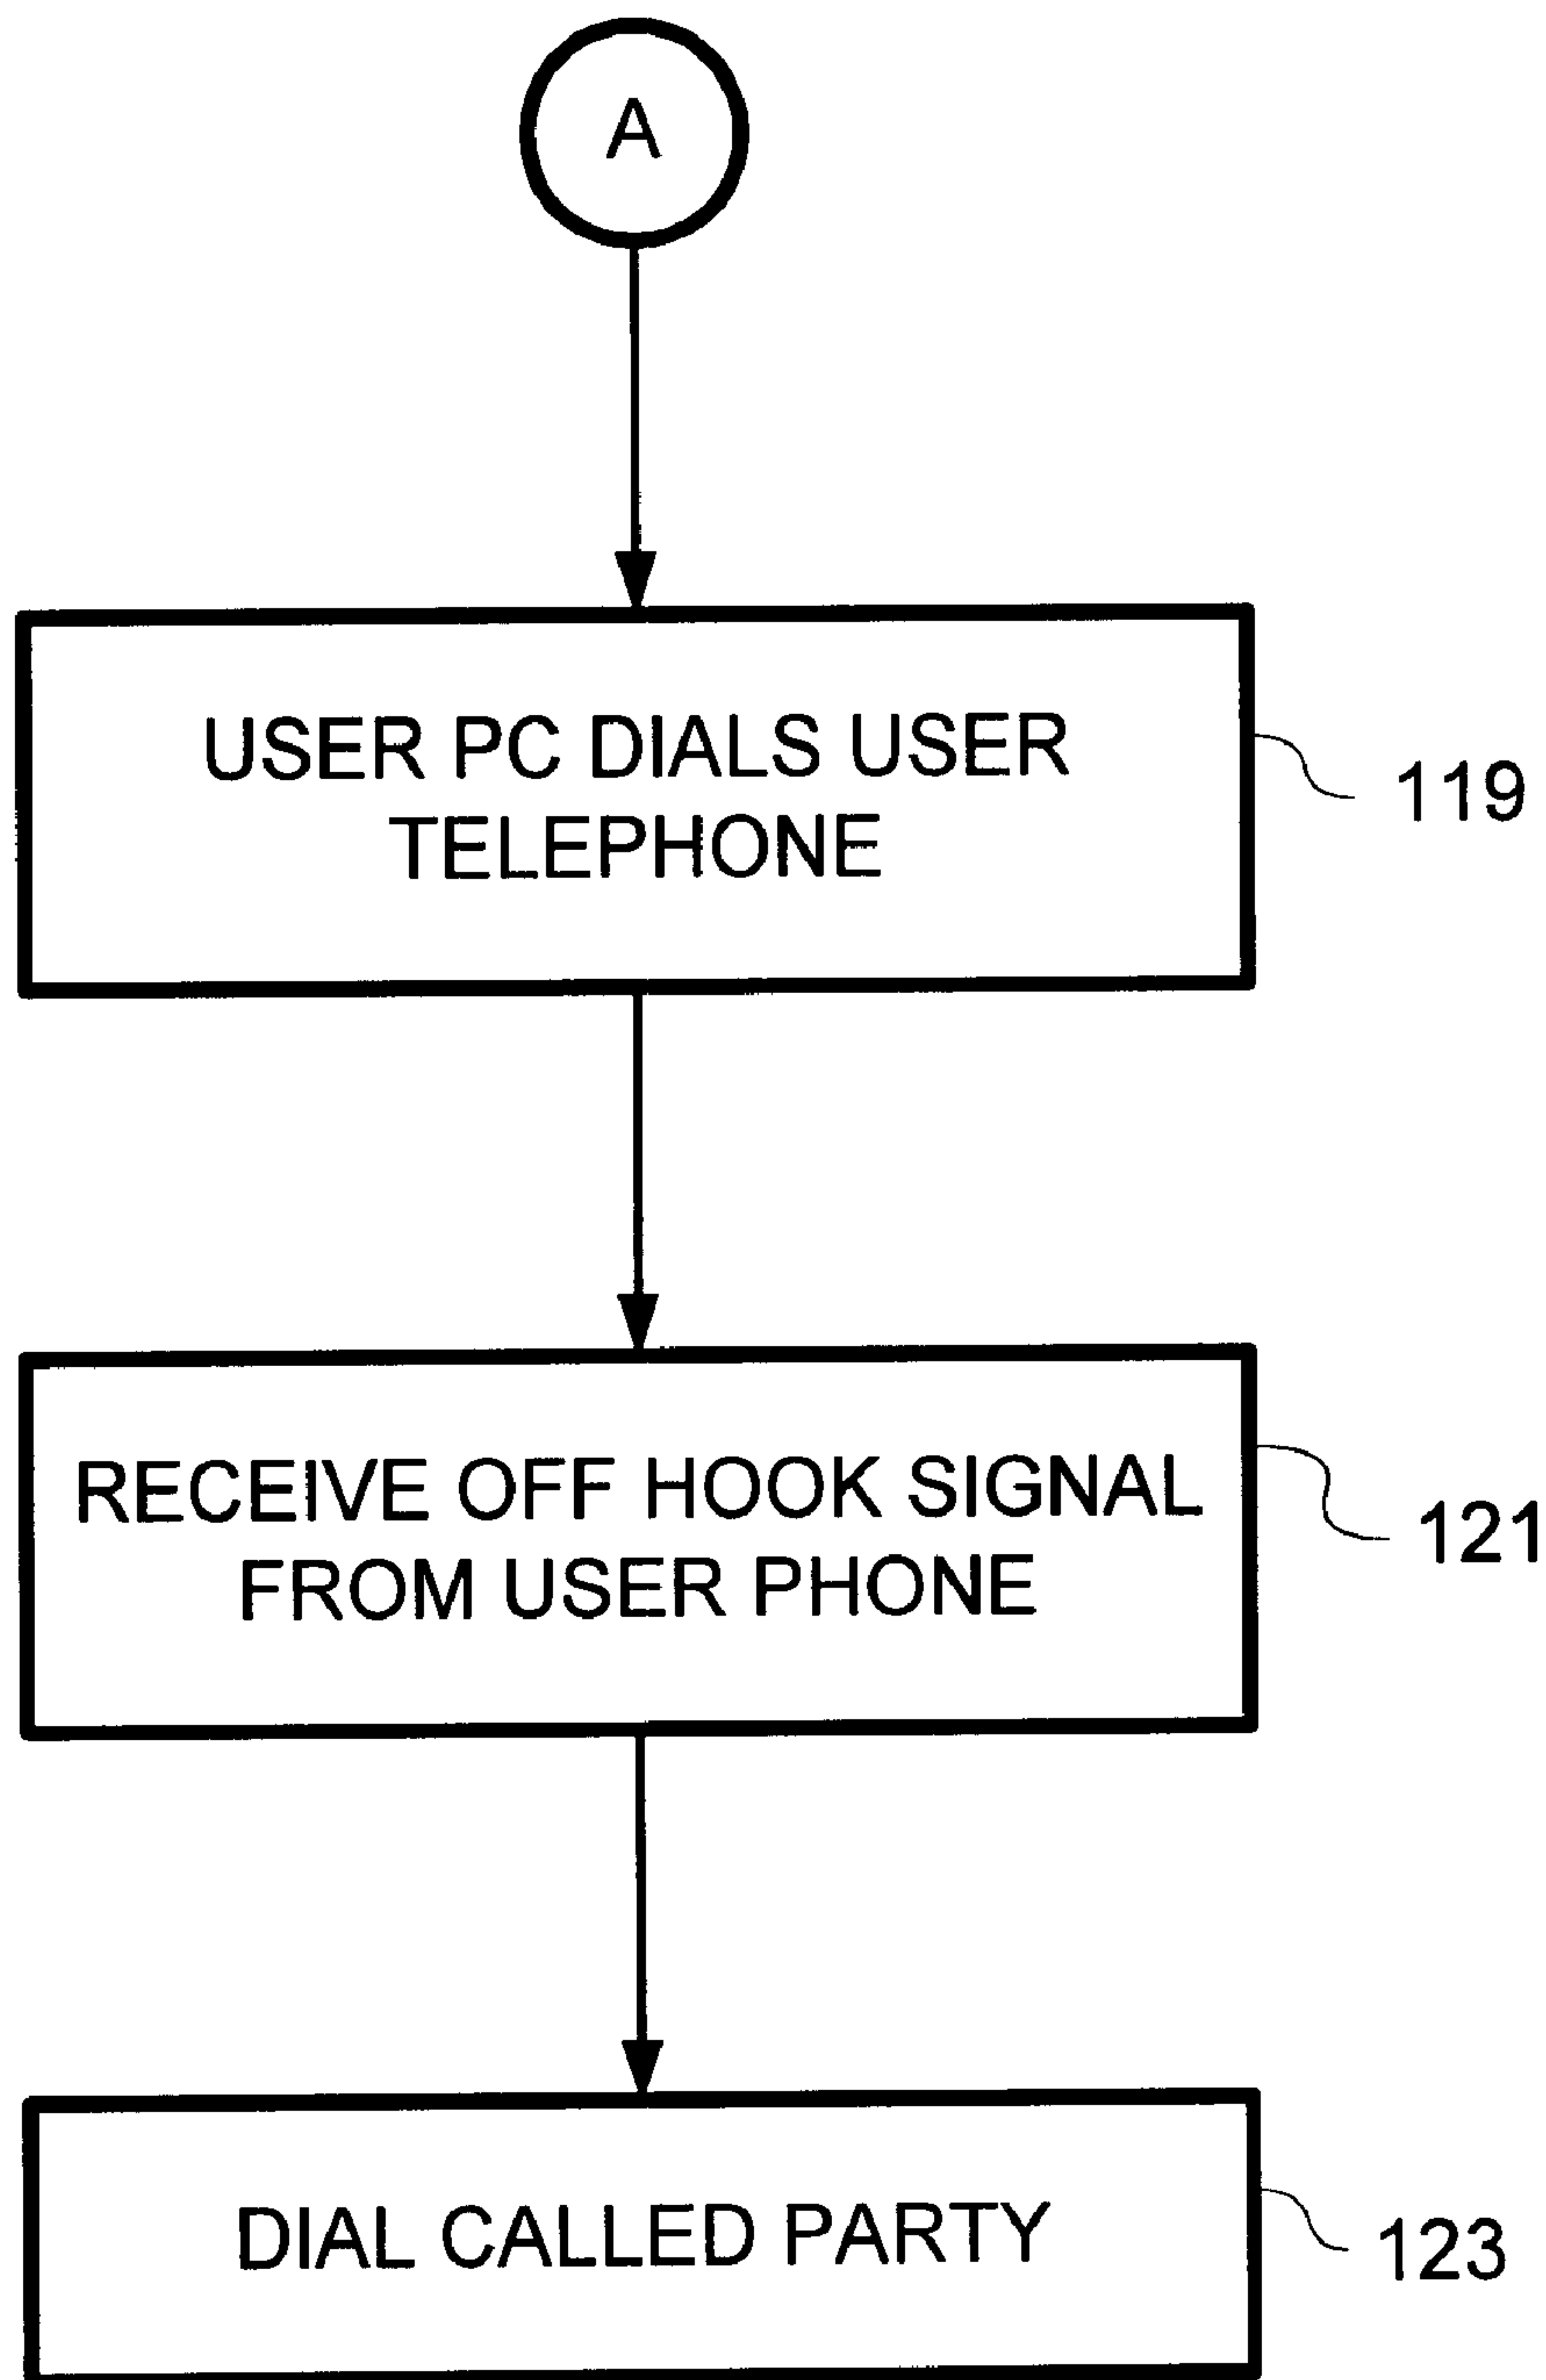 A
USER PC DIALS USER
TELEPHONE
119
RECEIVE OFF HOOK SIGNAL
FROM USER PHONE
121
DIAL CALLED PARTY
123